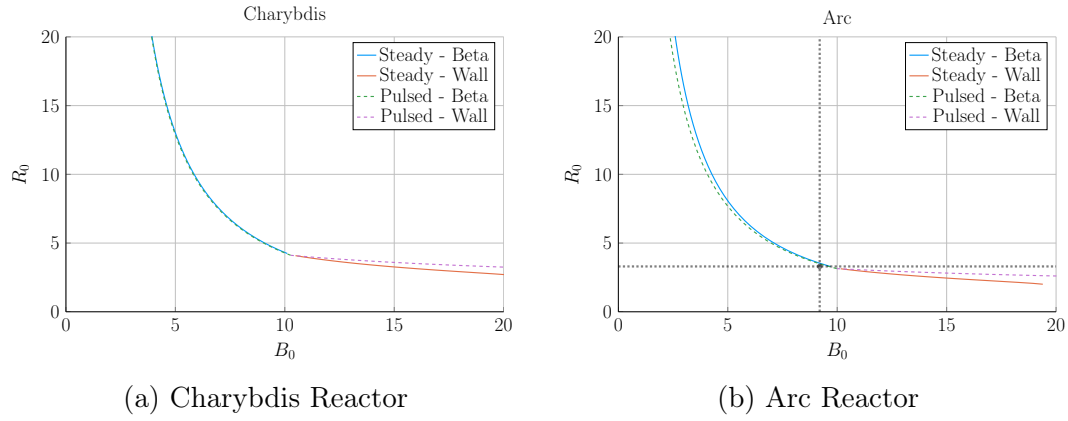 Charybdis
20
15
10
5
0
R₀
0
5
10
15
20
B₀
Steady - Beta
Steady - Wall
Pulsed - Beta
Pulsed - Wall
(a) Charybdis Reactor
Arc
20
15
10
5
0
R₀
0
5
10
15
20
B₀
Steady - Beta
Steady - Wall
Pulsed - Beta
Pulsed - Wall
(b) Arc Reactor